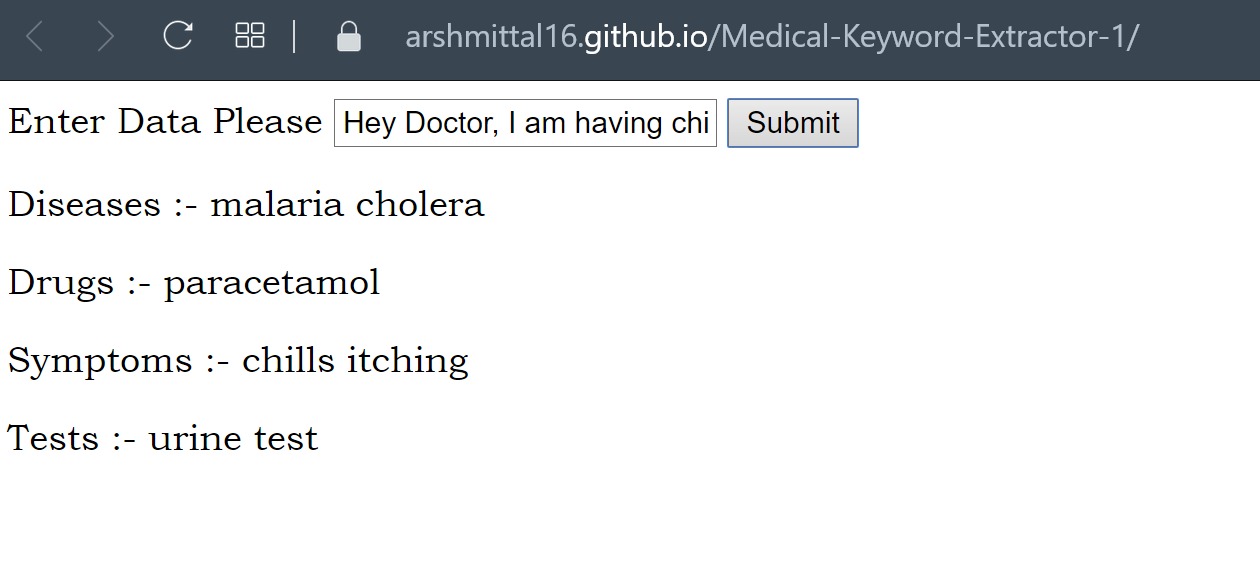 arshmittal16.github.io/Medical-Keyword-Extractor-1/
Enter Data Please Hey Doctor, I am having chi Submit
Diseases :- malaria cholera
Drugs :- paracetamol
Symptoms :- chills itching
Tests :- urine test